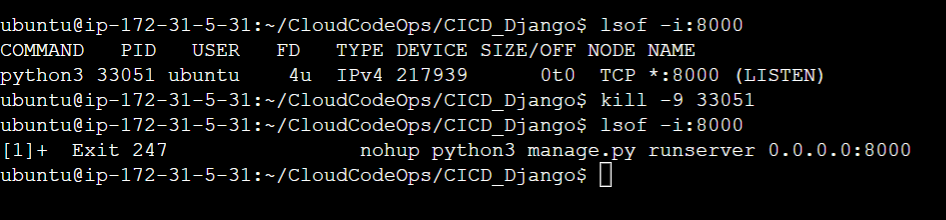 ubuntu@ip-172-31-5-31:~/CloudCodeOps/CICD_Django$ lsof -i:8000
COMMAND   PID   USER   FD   TYPE DEVICE SIZE/OFF NODE NAME
python3 33051 ubuntu    4u  IPv4 217939      0t0  TCP *:8000 (LISTEN)
ubuntu@ip-172-31-5-31:~/CloudCodeOps/CICD_Django$ kill -9 33051
ubuntu@ip-172-31-5-31:~/CloudCodeOps/CICD_Django$ lsof -i:8000
[1]+  Exit 247                nohup python3 manage.py runserver 0.0.0.0:8000
ubuntu@ip-172-31-5-31:~/CloudCodeOps/CICD_Django$